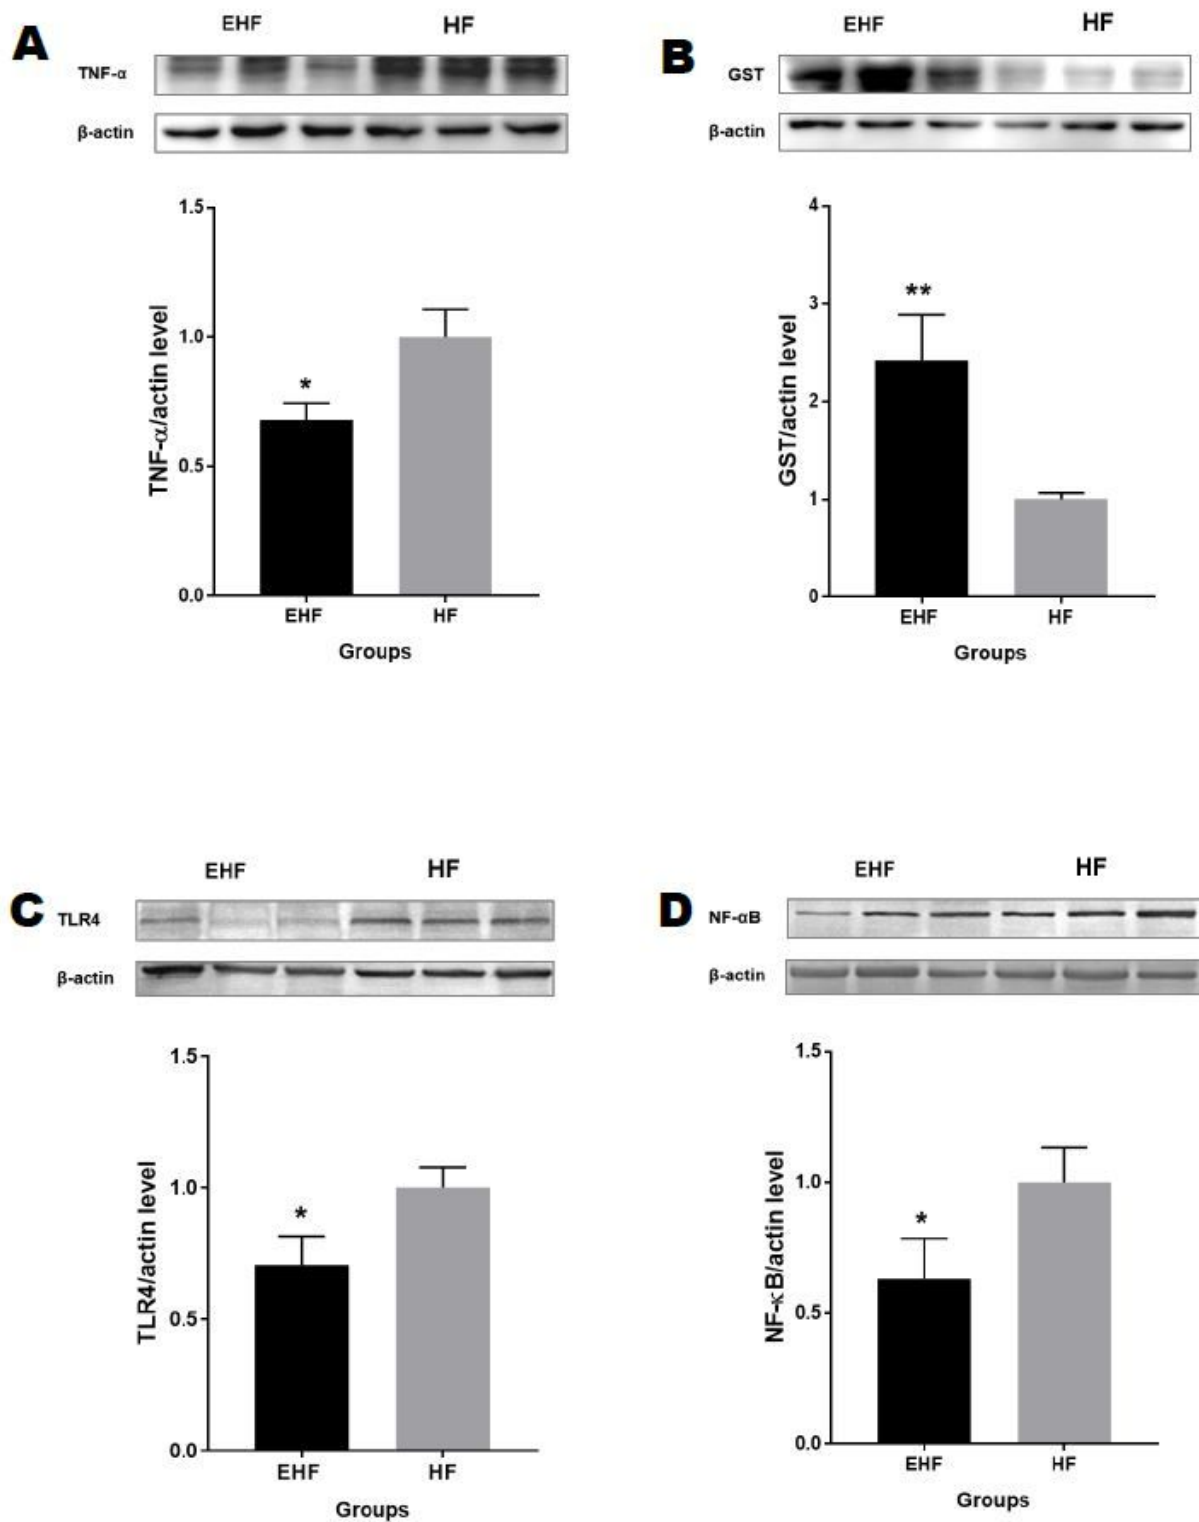 A
EHF HF
TNF-α
β-actin
1.5
1.0
0.5
0.0
TNF-α/actin level
*
EHF HF
Groups
B
EHF HF
GST
β-actin
4
3
2
1
0
GST/actin level
**
EHF HF
Groups
C
EHF HF
TLR4
β-actin
1.5
1.0
0.5
0.0
TLR4/actin level
*
EHF HF
Groups
D
EHF HF
NF-αB
β-actin
1.5
1.0
0.5
0.0
NF-κB/actin level
*
EHF HF
Groups